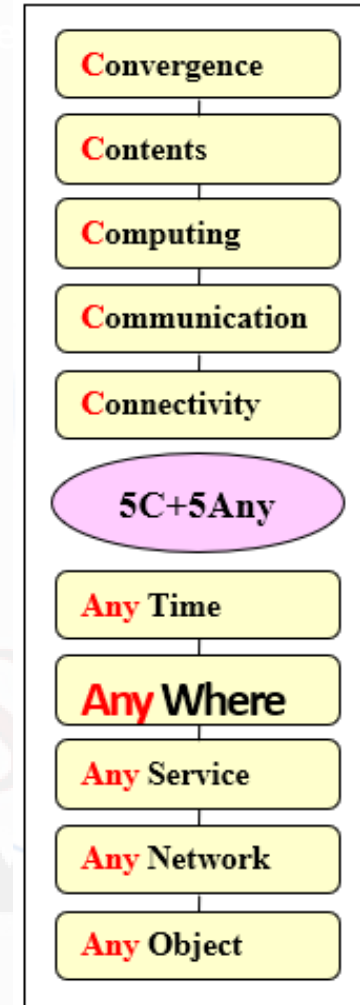 Convergence
Contents
Computing
Communication
Connectivity
5C+5Any
Any Time
Any Where
Any Service
Any Network
Any Object